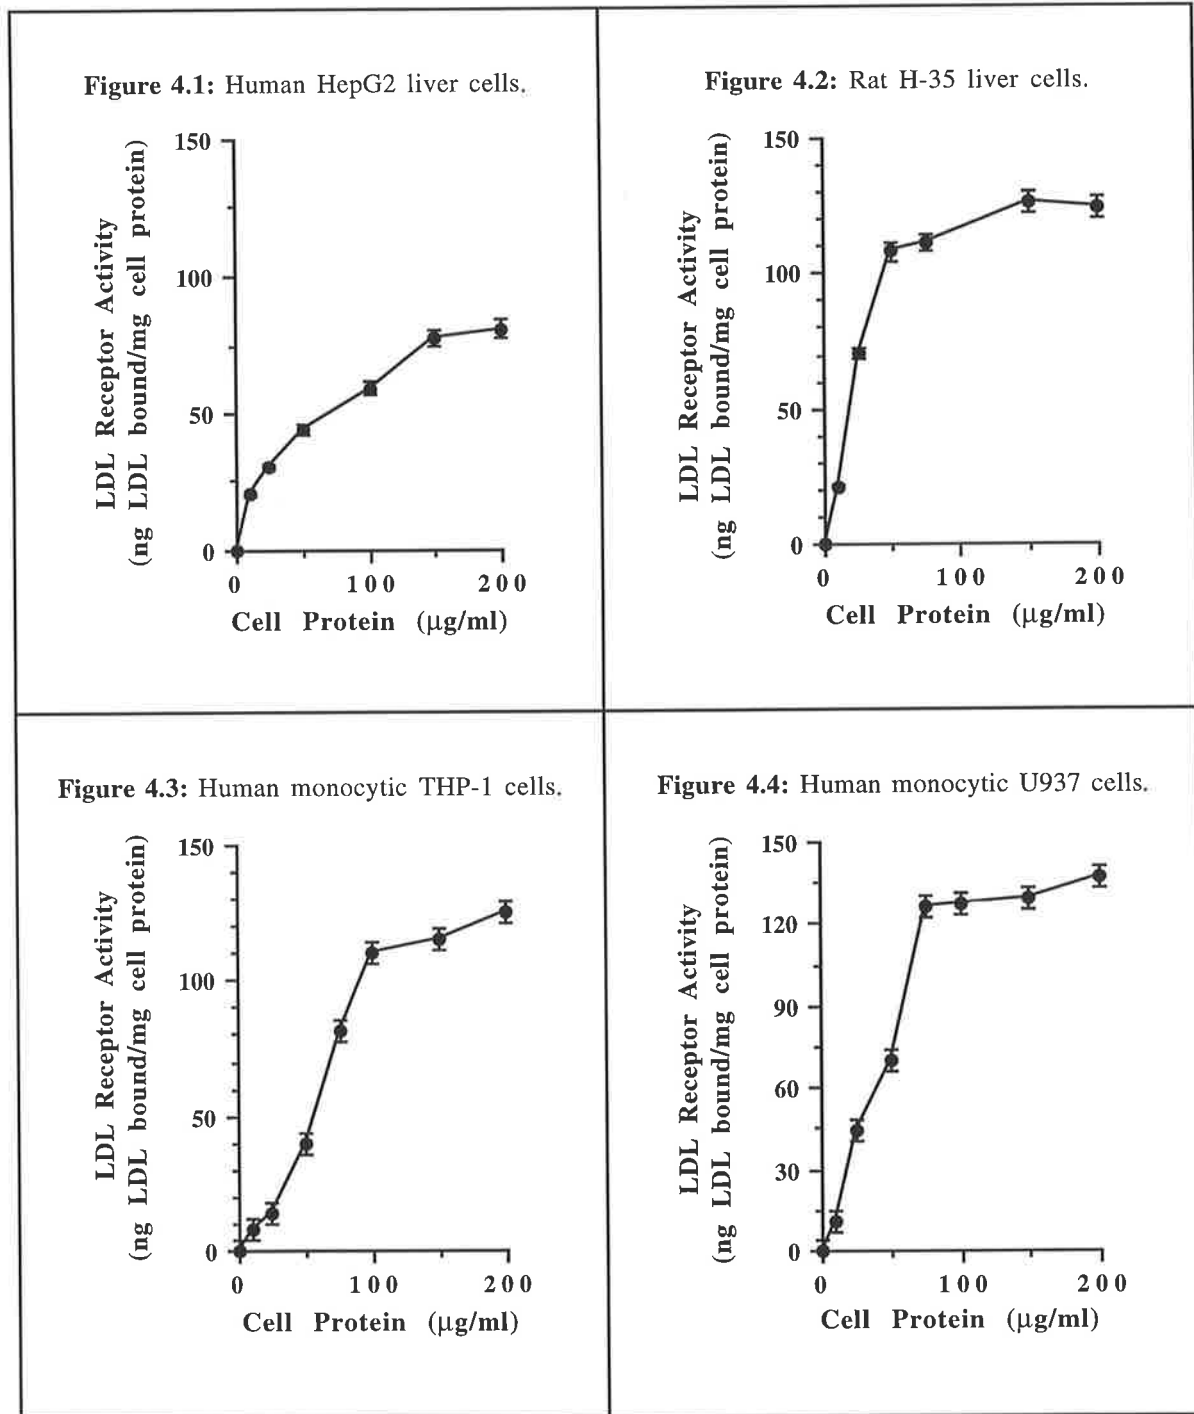 Figure 4.1: Human HepG2 liver cells.
LDL Receptor Activity
(ng LDL bound/mg cell protein)
150
100
50
0
0 100 200
Cell Protein (µg/ml)
Figure 4.2: Rat H-35 liver cells.
LDL Receptor Activity
(ng LDL bound/mg cell protein)
150
100
50
0
0 100 200
Cell Protein (µg/ml)
Figure 4.3: Human monocytic THP-1 cells.
LDL Receptor Activity
(ng LDL bound/mg cell protein)
150
100
50
0
0 100 200
Cell Protein (µg/ml)
Figure 4.4: Human monocytic U937 cells.
LDL Receptor Activity
(ng LDL bound/mg cell protein)
150
120
90
60
30
0
0 100 200
Cell Protein (µg/ml)